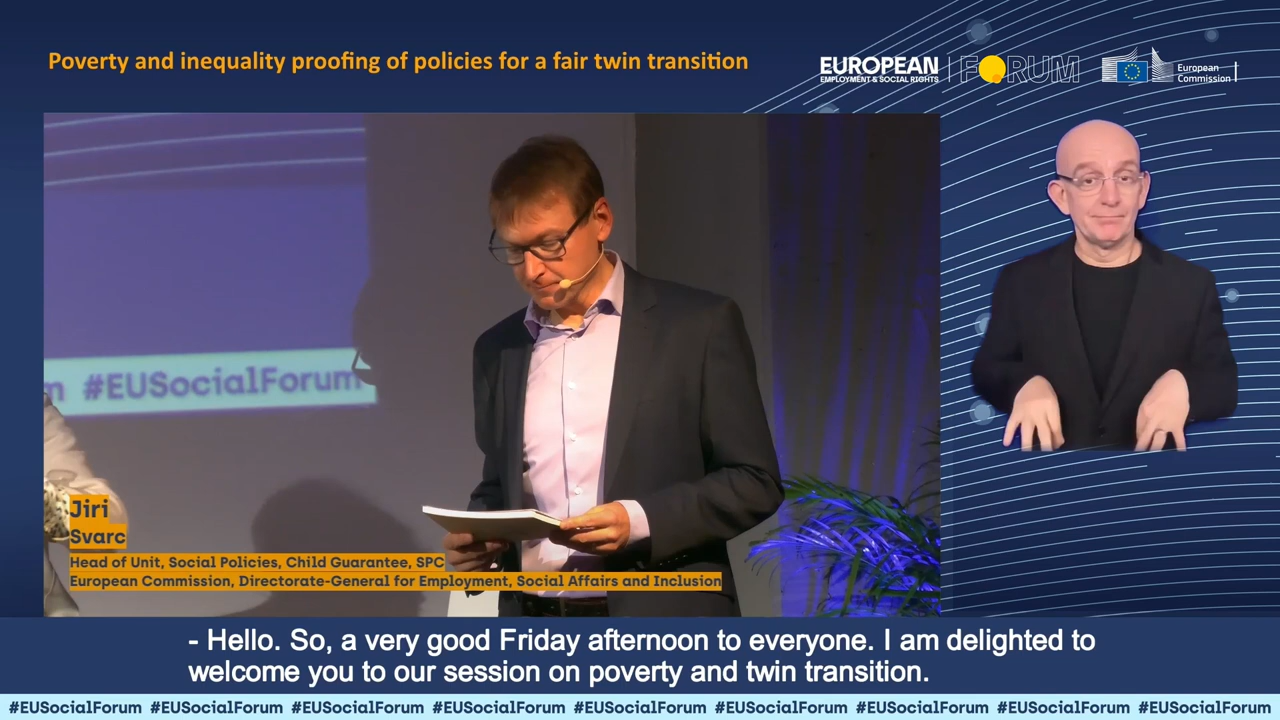 Poverty and inequality proofing of policies for a fair twin transition
EUROPEAN
EMPLOYMENT & SOCIAL RIGHTS
FORUM
European
Commission
m #EUSocialForum
Jiri
Svarc
Head of Unit, Social Policies, Child Guarantee, SPC
European Commission, Directorate-General for Employment, Social Affairs and Inclusion
- Hello. So, a very good Friday afternoon to everyone. I am delighted to
welcome you to our session on poverty and twin transition.
#EUSocialForum #EUSocialForum #EUSocialForum #EUSocialForum #EUSocialForum #EUSocialForum #EUSocialForum #EUSocialForum #EUSocialForum